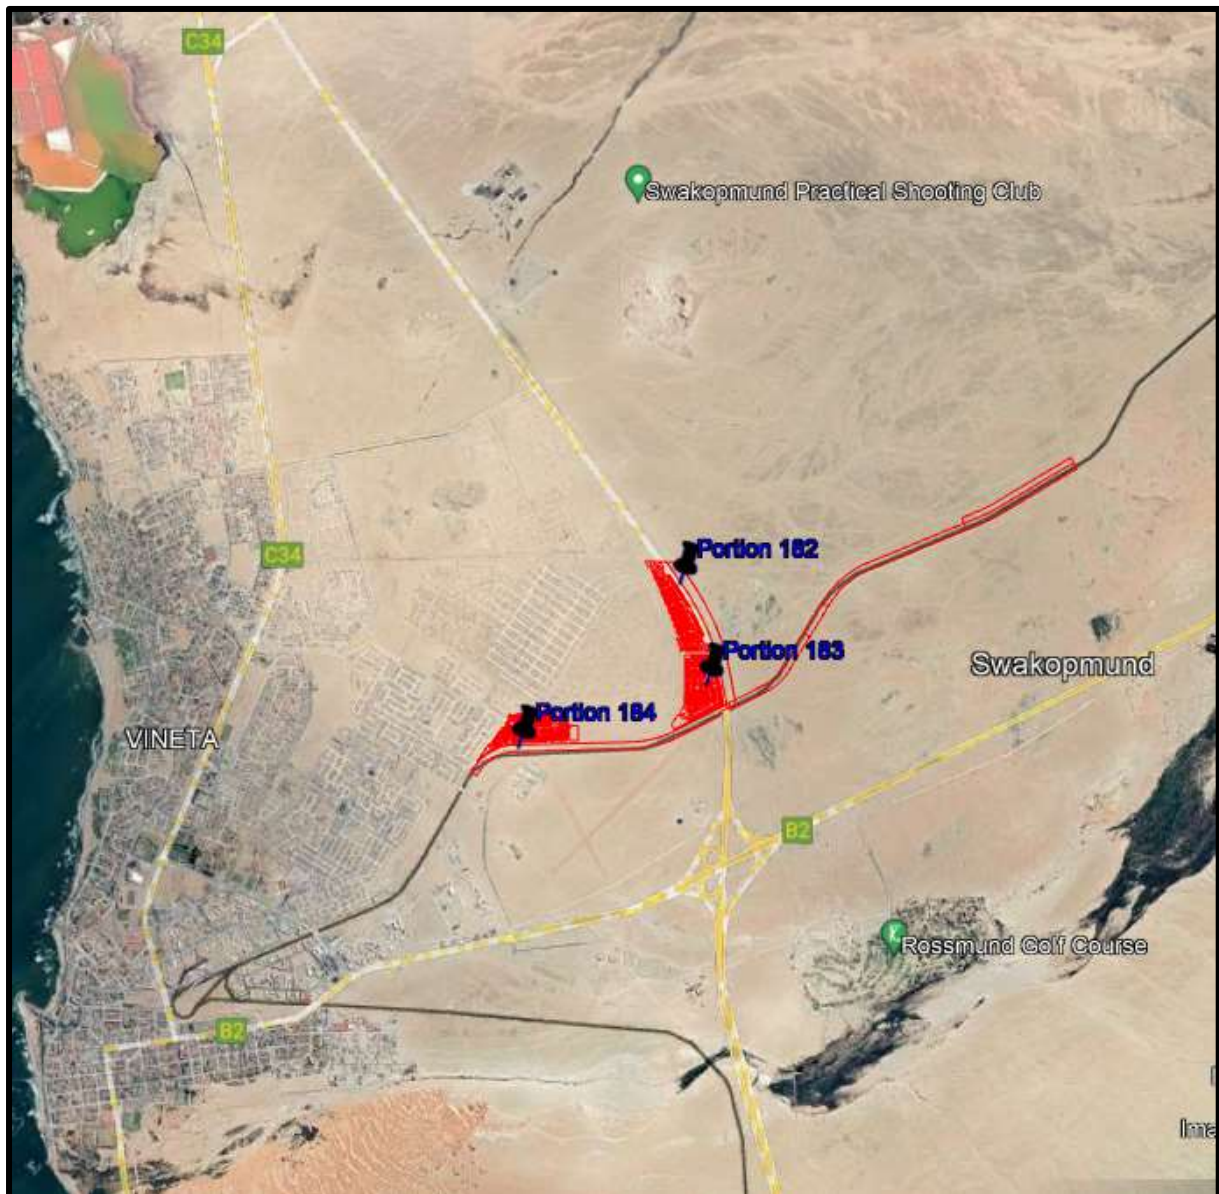 C34
Swakopmund Practical Shooting Club
C34
Portion 182
Portion 183
Swakopmund
Portion 184
VINETA
B2
Rossmund Golf Course
B2
Ima